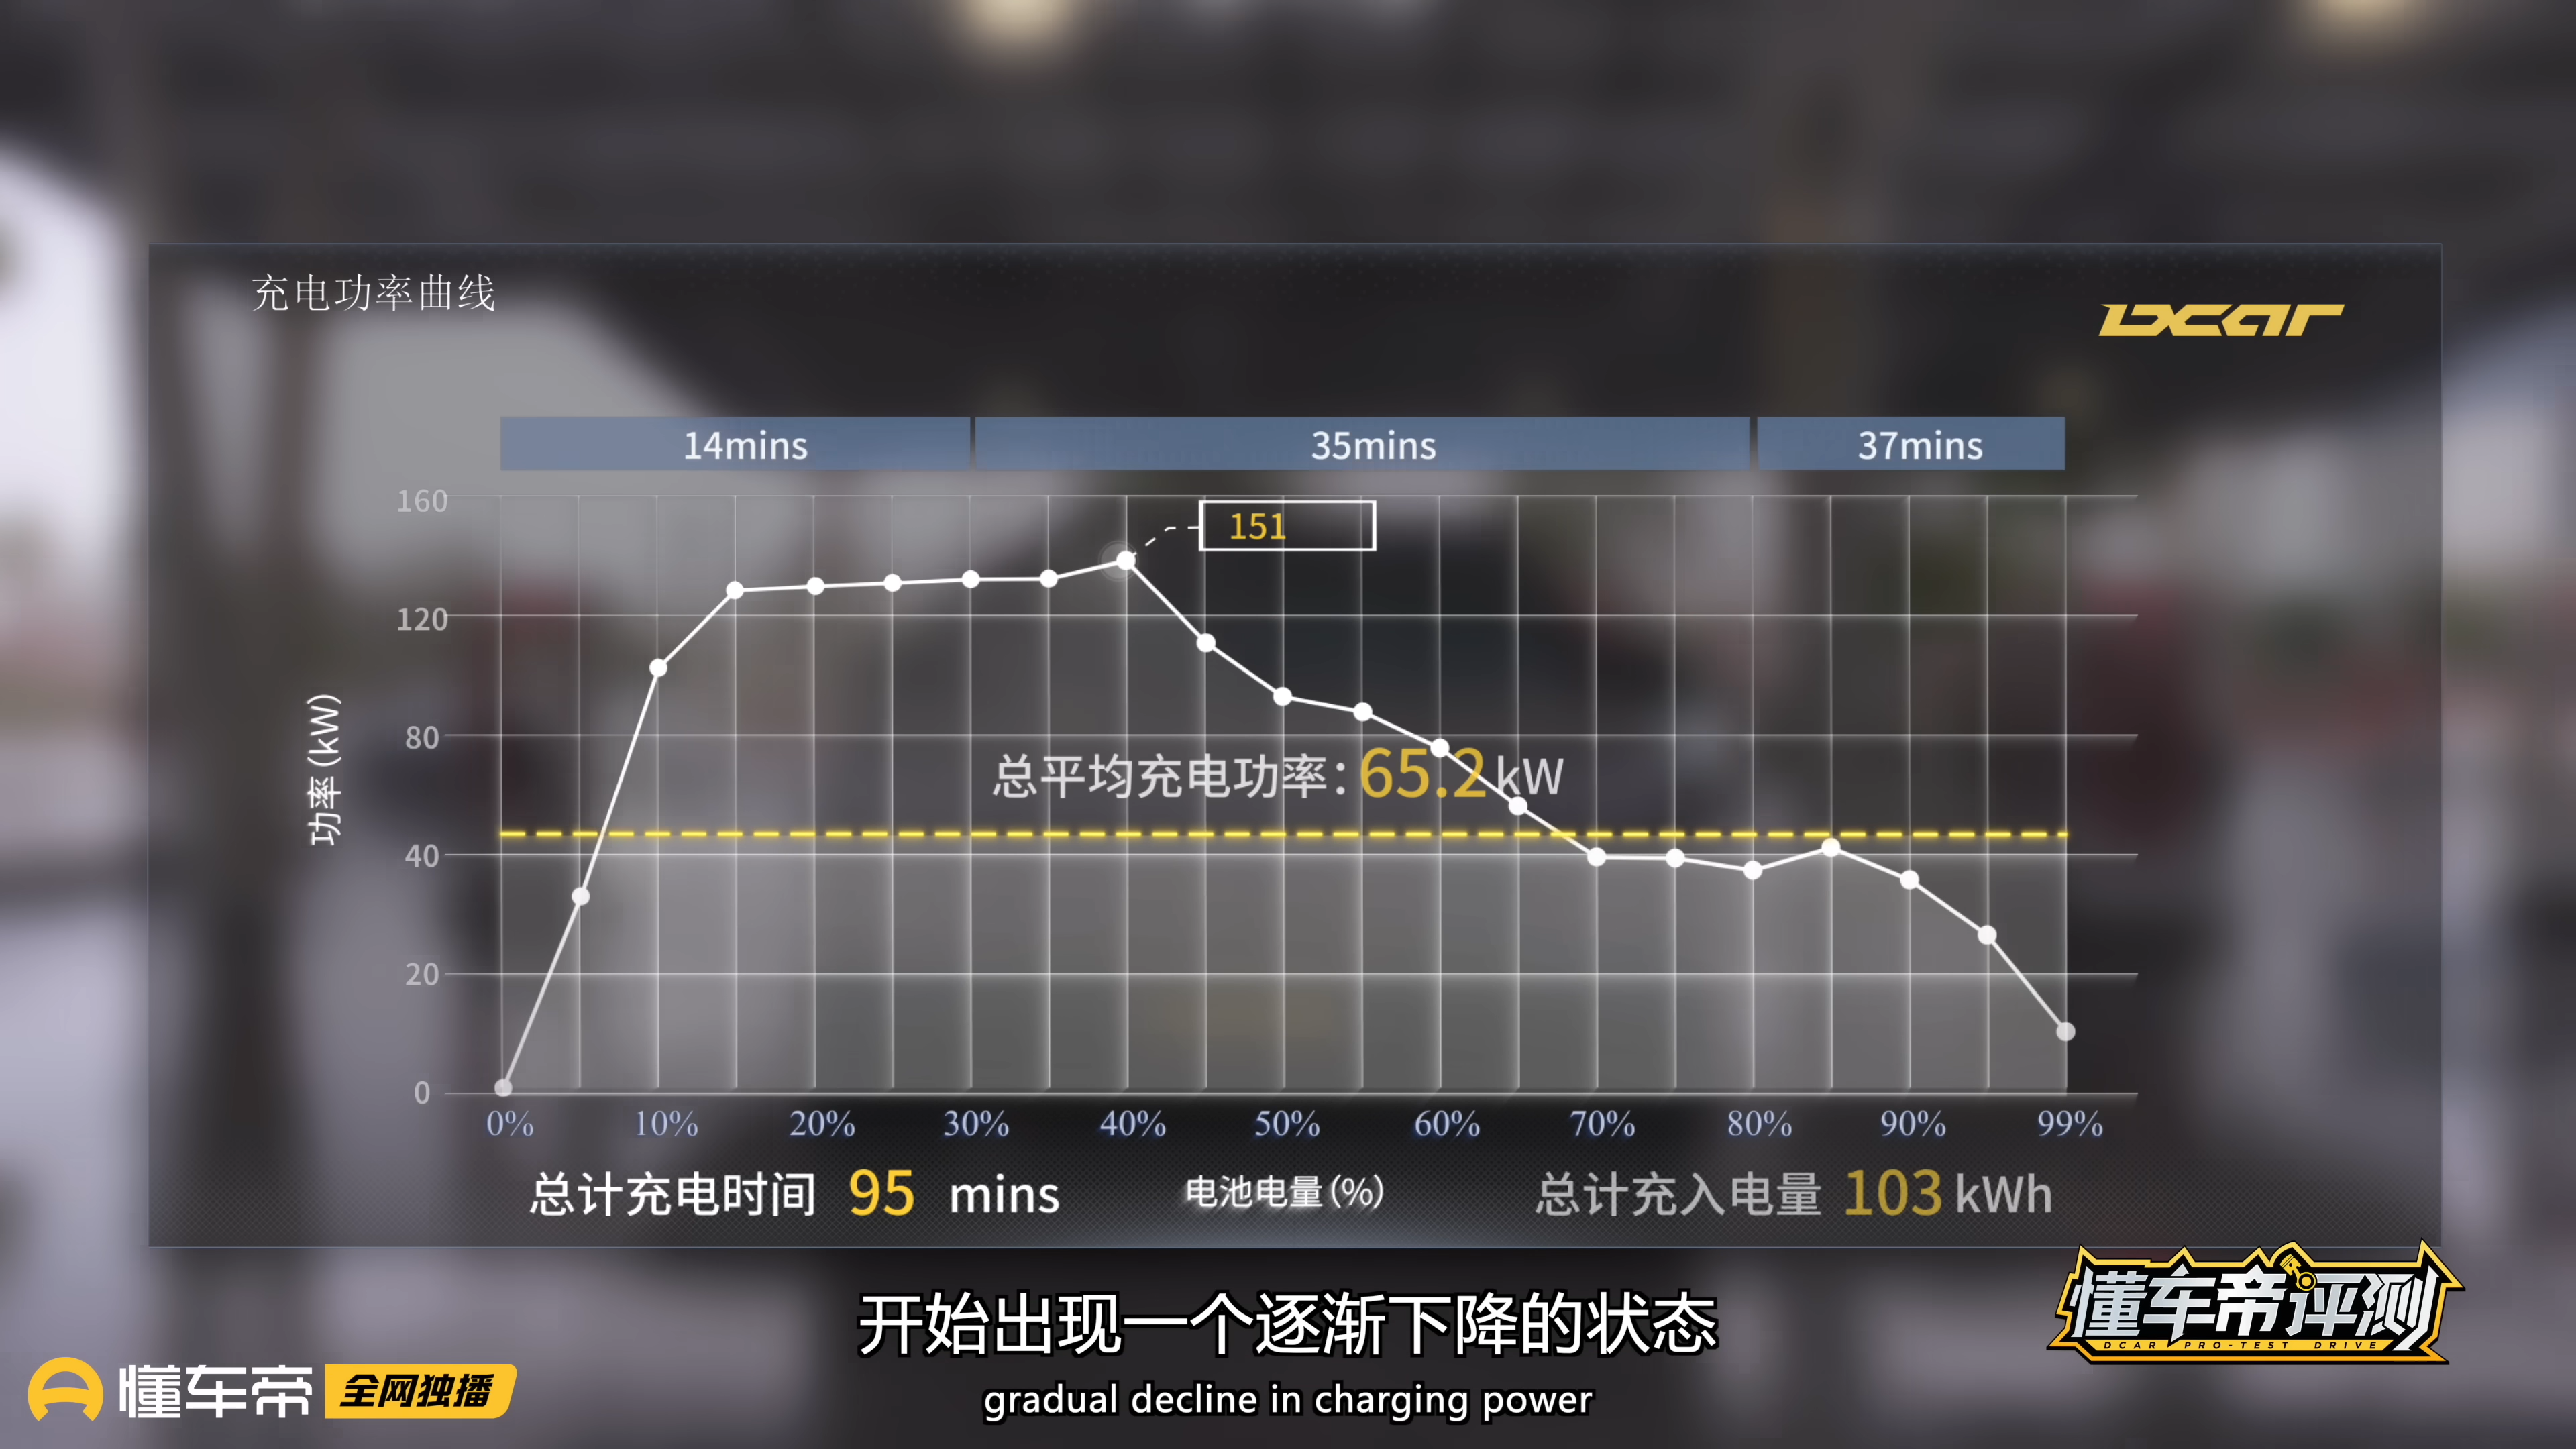 充电功率曲线
Dcar
14mins 35mins 37mins
160
151
120
功率(kW)
80
总平均充电功率:65.2kW
40
20
0
0% 10% 20% 30% 40% 50% 60% 70% 80% 90% 99%
总计充电时间 95 mins 电池电量(%) 总计充入电量 103 kWh
懂车帝评测
DCAR PRO-TEST DRIVE
开始出现一个逐渐下降的状态
懂车帝 全网独播
gradual decline in charging power